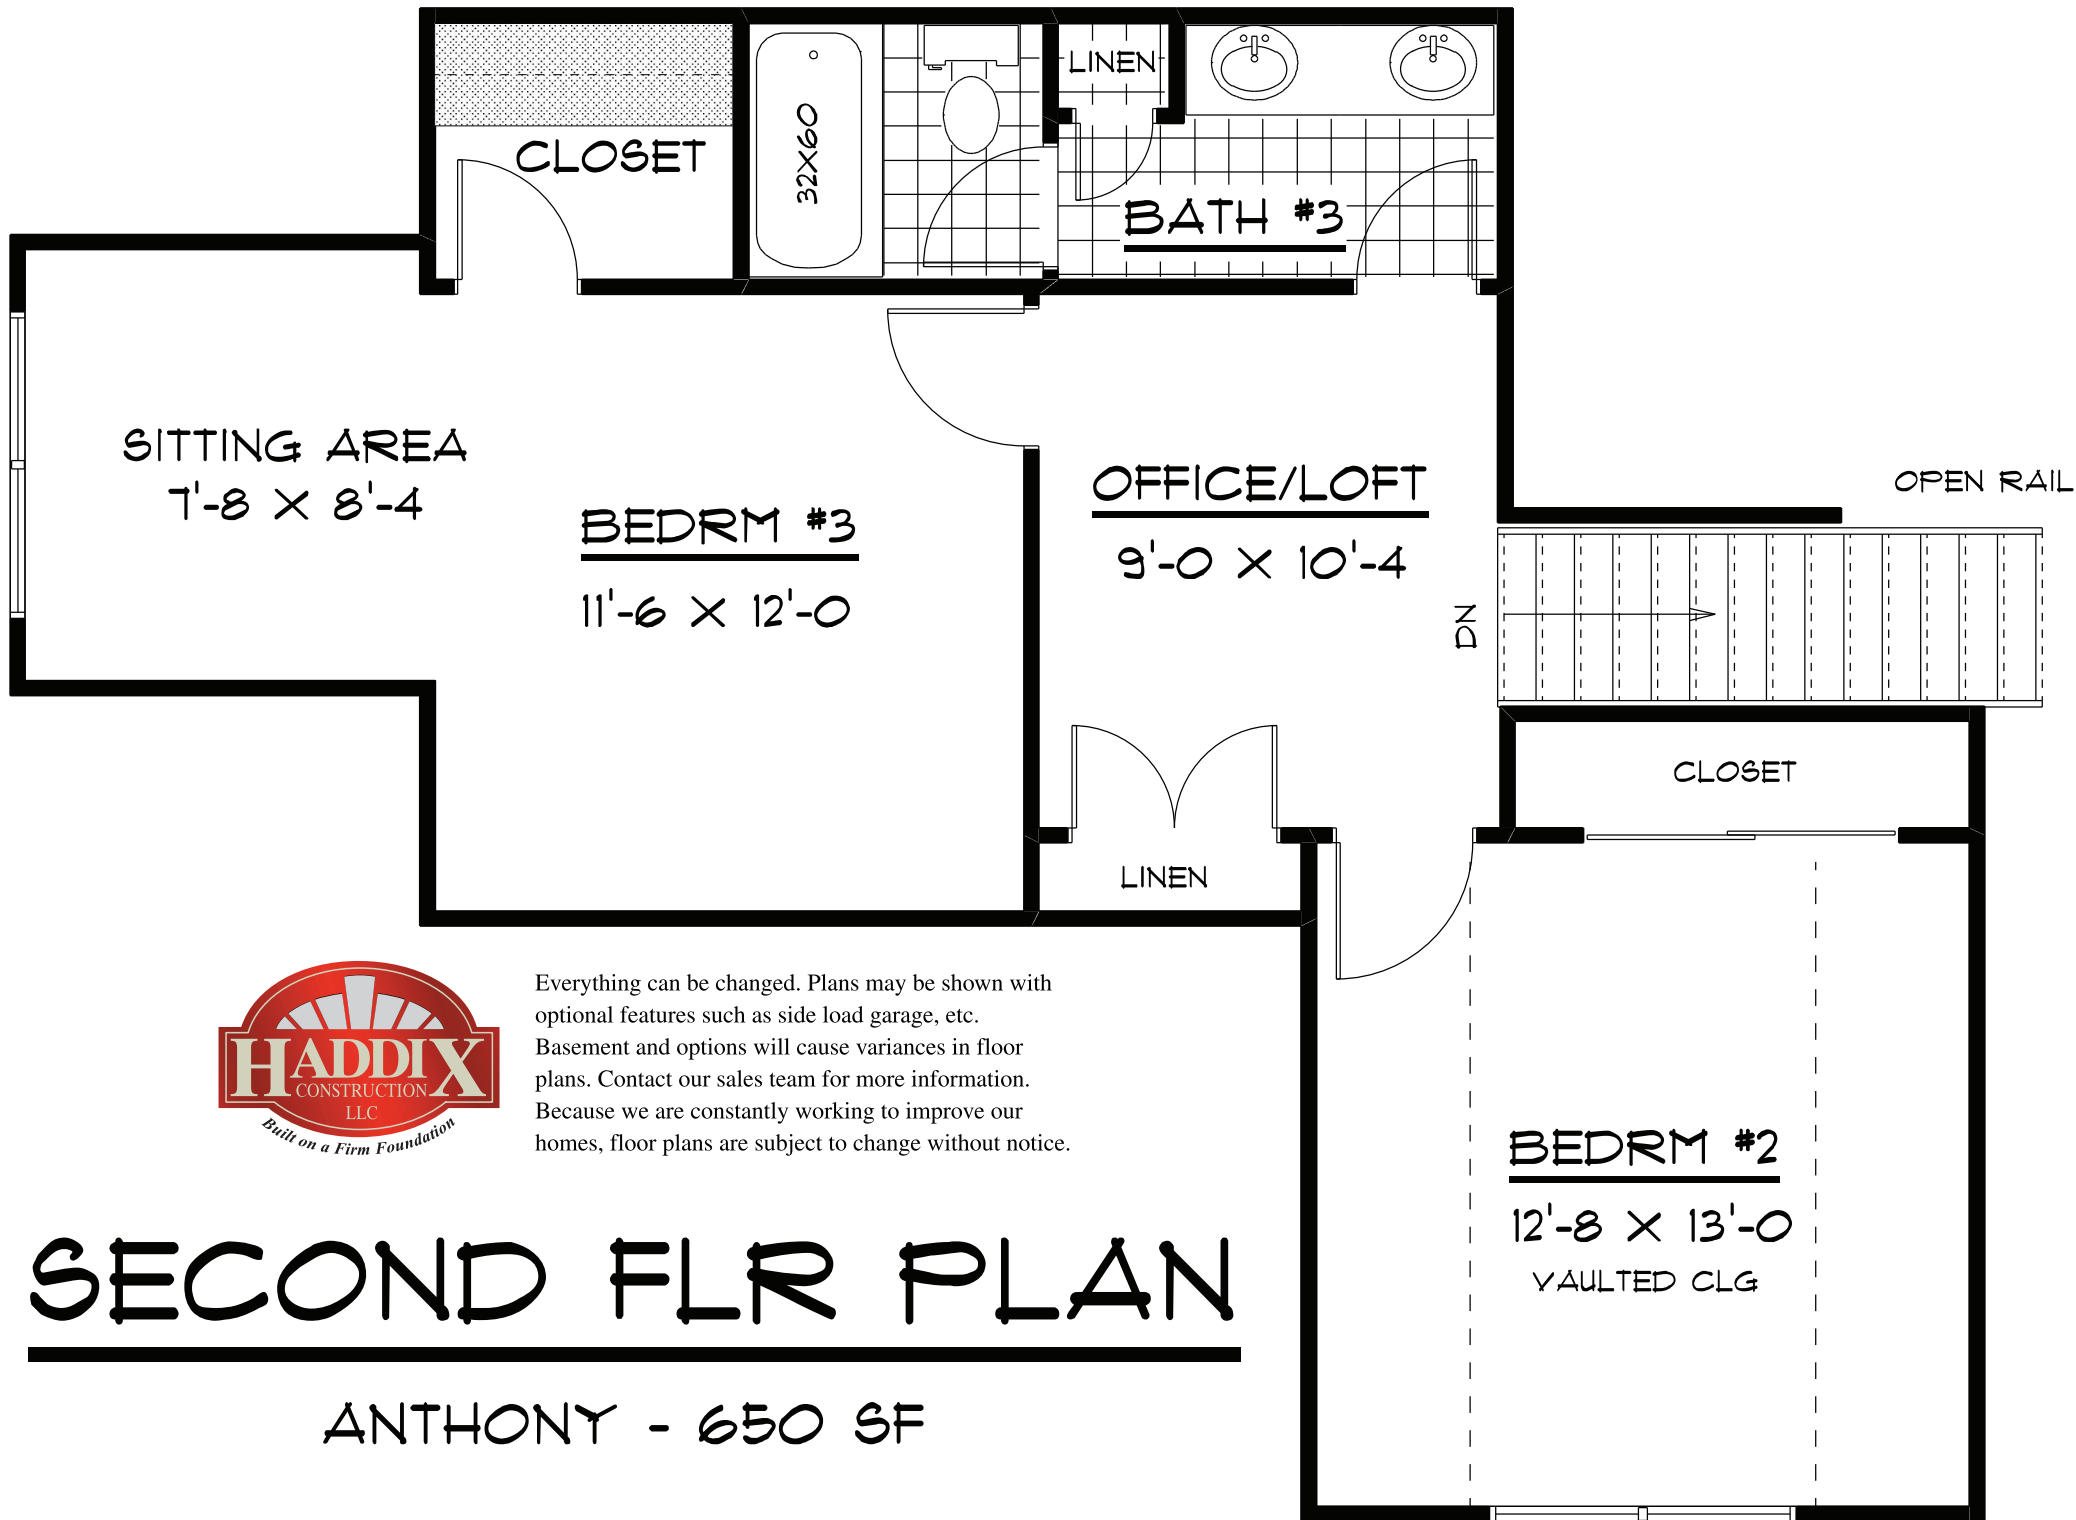 LINEN
32X60
CLOSET
BATH #3
SITTING AREA
7'-8 X 8'-4
BEDRM #3
11'-6 X 12'-0
OFFICE/LOFT
9'-0 X 10'-4
OPEN RAIL
DN
CLOSET
LINEN
HADDIX
CONSTRUCTION
LLC
Built on a Firm Foundation
Everything can be changed. Plans may be shown with
optional features such as side load garage, etc.
Basement and options will cause variances in floor
plans. Contact our sales team for more information.
Because we are constantly working to improve our
homes, floor plans are subject to change without notice.
BEDRM #2
12'-8 X 13'-0
VAULTED CLG
SECOND FLR PLAN
ANTHONY - 650 SF